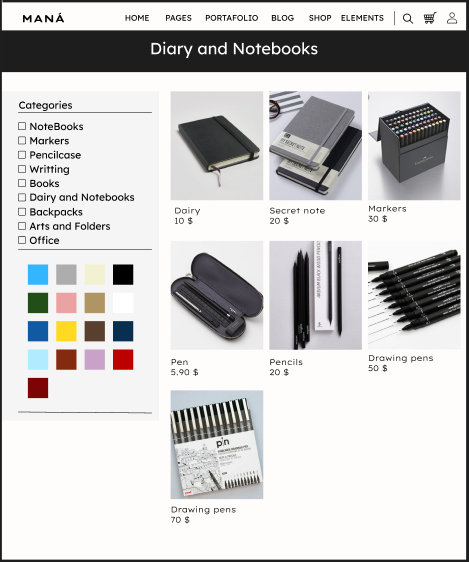 MANÁ
HOME PAGES PORTAFOLIO BLOG SHOP ELEMENTS
Diary and Notebooks
Categories
NoteBooks
Markers
Pencilcase
Writting
Books
Dairy and Notebooks
Backpacks
Arts and Folders
Office
Dairy
10 $
Secret note
20 $
Markers
30 $
Pen
5,90 $
Pencils
20 $
Drawing pens
50 $
pin
Drawing pens
70 $